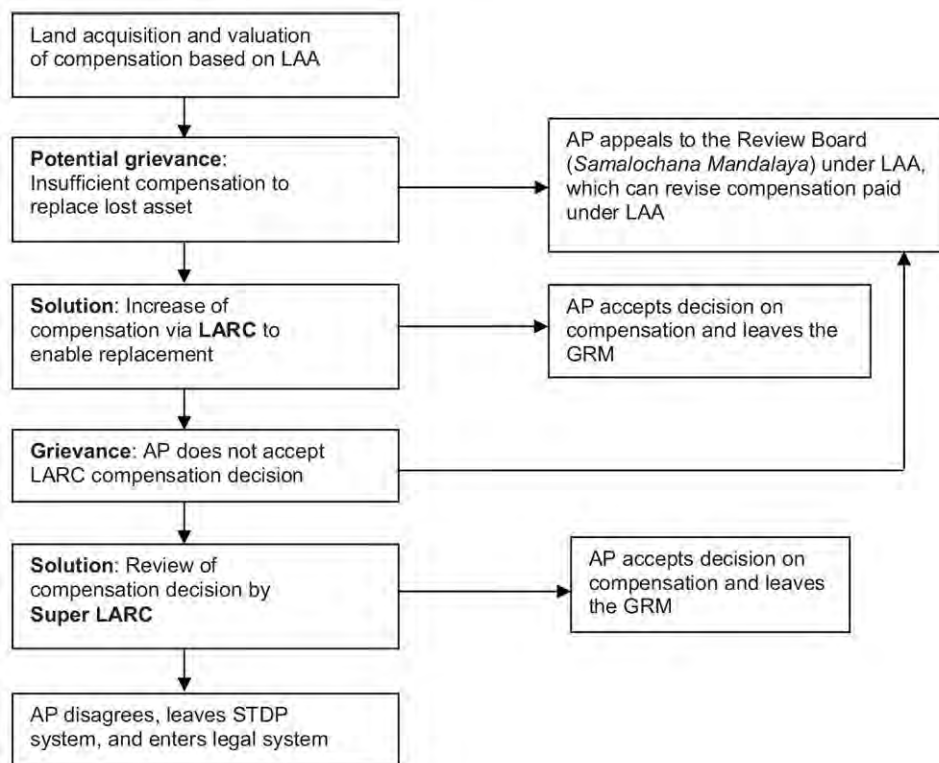 Land acquisition and valuation
of compensation based on LAA
Potential grievance:
Insufficient compensation to
replace lost asset
AP appeals to the Review Board
(Samalochana Mandalaya) under LAA,
which can revise compensation paid
under LAA
Solution: Increase of
compensation via LARC to
enable replacement
AP accepts decision on
compensation and leaves the
GRM
Grievance: AP does not accept
LARC compensation decision
Solution: Review of
compensation decision by
Super LARC
AP accepts decision on
compensation and leaves
the GRM
AP disagrees, leaves STDP
system, and enters legal system